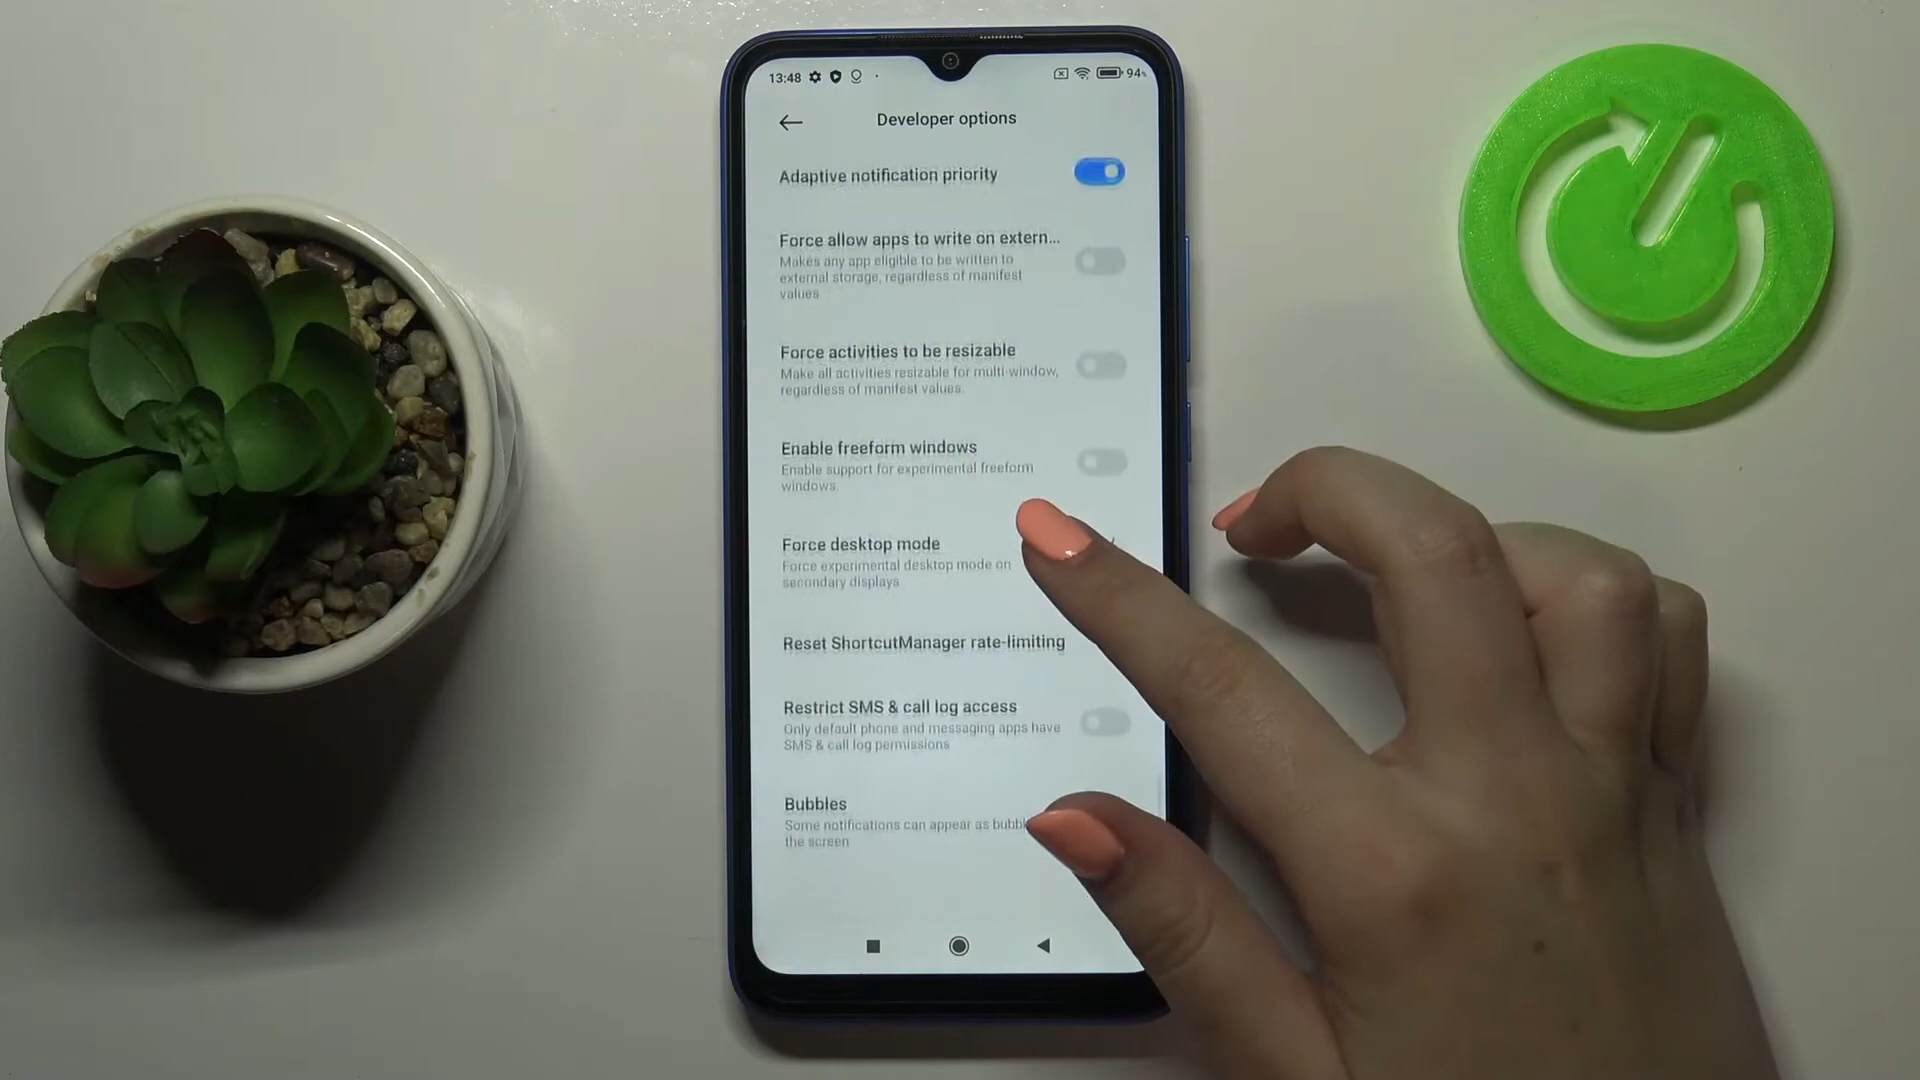 13:48
94%
Developer options
Adaptive notification priority
Force allow apps to write on extern...
Makes any app eligible to be written to
external storage, regardless of manifest
values
Force activities to be resizable
Make all activities resizable for multi-window,
regardless of manifest values.
Enable freeform windows
Enable support for experimental freeform
windows.
Force desktop mode
Force experimental desktop mode on
secondary displays
Reset ShortcutManager rate-limiting
Restrict SMS & call log access
Only default phone and messaging apps have
SMS & call log permissions
Bubbles
Some notifications can appear as
the screen